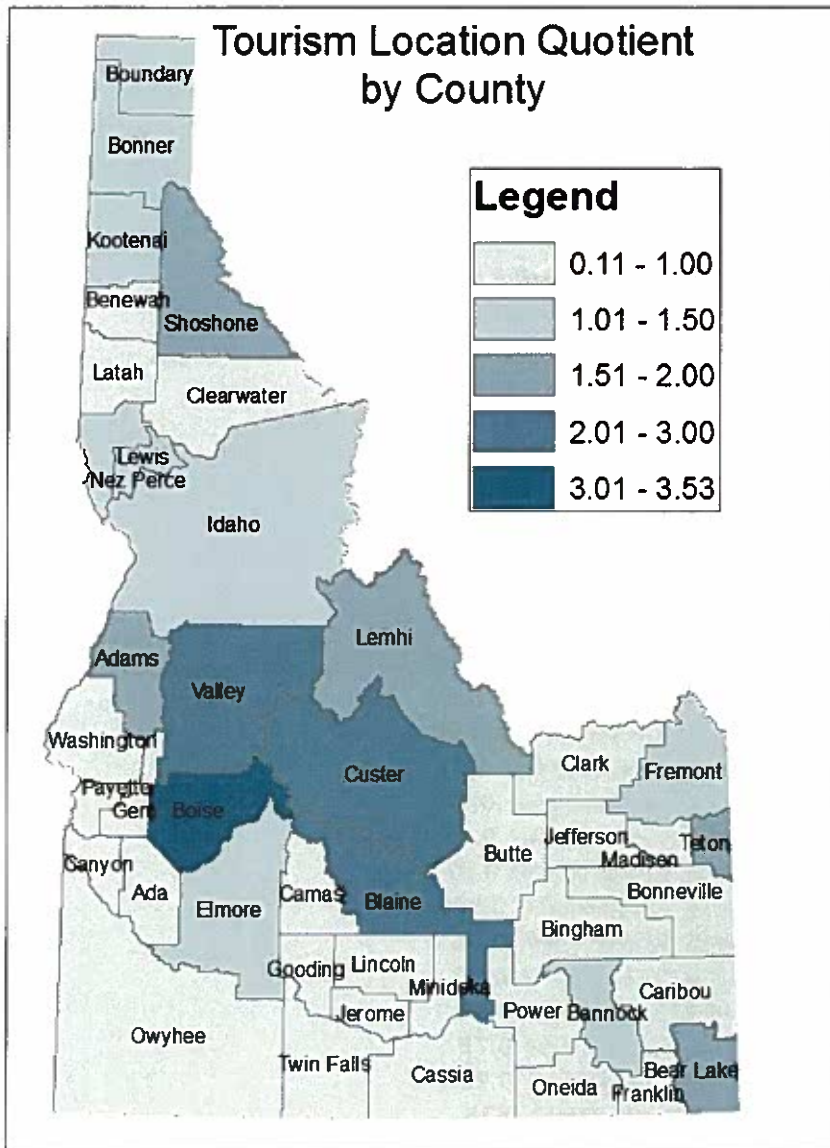 Tourism Location Quotient
by County
Legend
0.11 - 1.00
1.01 - 1.50
1.51 - 2.00
2.01 - 3.00
3.01 - 3.53
Boundary
Bonner
Kootenai
Benewah
Shoshone
Latah
Clearwater
Lewis
Nez Perce
Idaho
Lemhi
Adams
Valley
Washington
Custer
Clark
Fremont
Payette
Gem
Boise
Jefferson
Teton
Madison
Butte
Canyon
Ada
Camas
Blaine
Bonneville
Elmore
Bingham
Gooding
Lincoln
Minidoka
Caribou
Jerome
Power
Bannock
Owyhee
Twin Falls
Cassia
Bear Lake
Oneida
Franklin